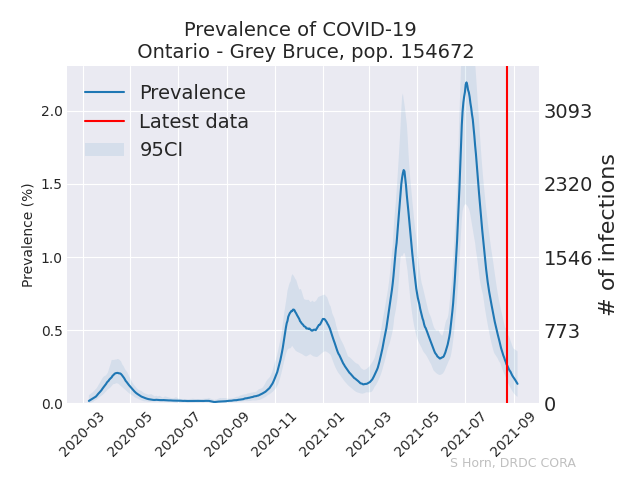 Prevalence of COVID-19
Ontario - Grey Bruce, pop. 154672
Prevalence
Latest data
95CI
Prevalence (%)
2.0
1.5
1.0
0.5
0.0
3093
2320
1546
773
0
# of infections
2020-03
2020-05
2020-07
2020-09
2020-11
2021-01
2021-03
2021-05
2021-07
2021-09
S Horn, DRDC CORA